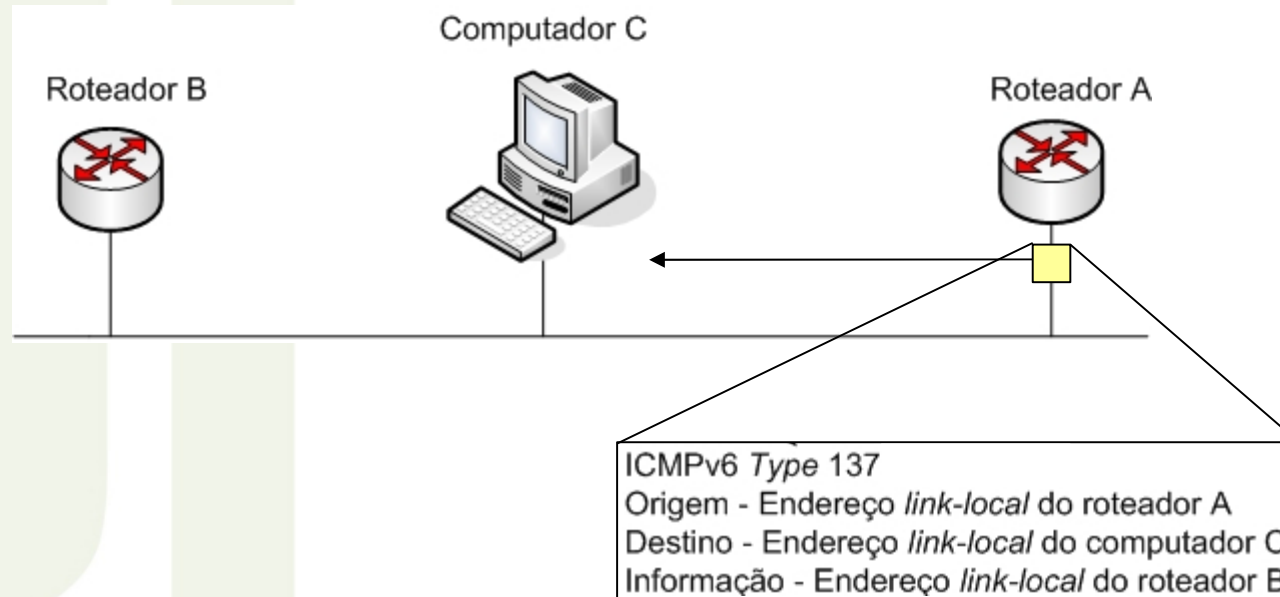 Computador C
Roteador B
Roteador A
ICMPv6 Type 137
Origem - Endereço link-local do roteador A
Destino - Endereço link-local do computador C
Informação - Endereço link-local do roteador B